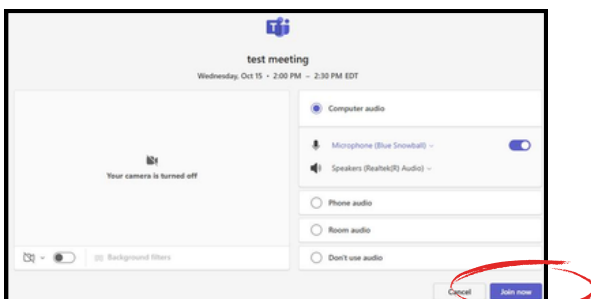 test meeting
Wednesday, Oct 15 • 2:00 PM – 2:30 PM EDT
Computer audio
Microphone (Blue Snowball)
Speakers (Realtek(R) Audio)
Your camera is turned off
Phone audio
Room audio
Background filters
Don't use audio
Cancel
Join now